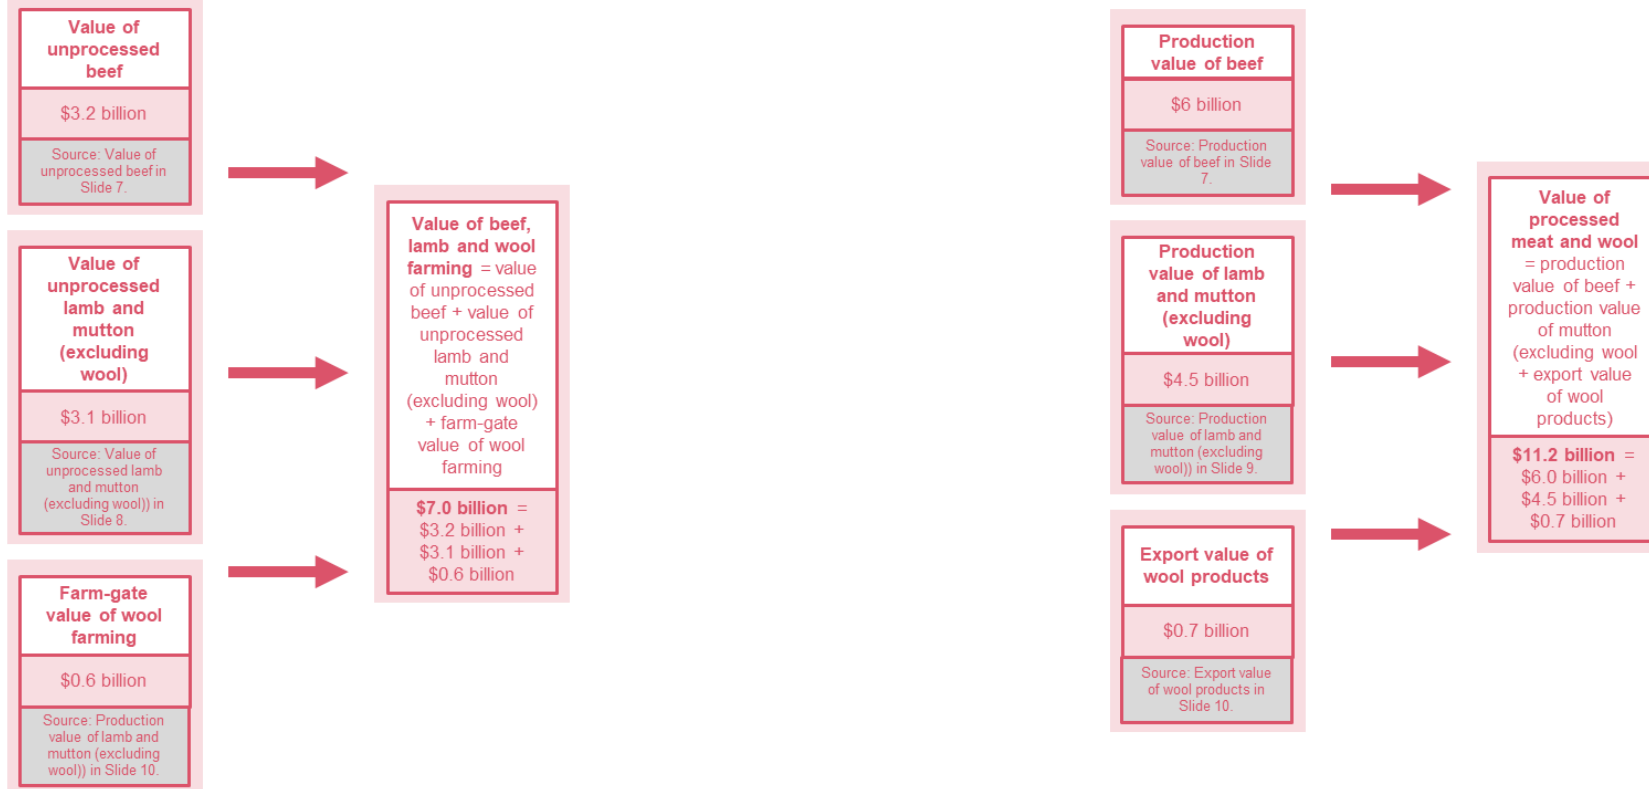 Value of
unprocessed
beef
$3.2 billion
Source: Value of
unprocessed beef in
Slide 7.
Value of
unprocessed
lamb and
mutton
(excluding
wool)
$3.1 billion
Source: Value of
unprocessed lamb
and mutton
(excluding wool)) in
Slide 8.
Farm-gate
value of wool
farming
$0.6 billion
Source: Production
value of lamb and
mutton (excluding
wool)) in Slide 10.
Value of beef,
lamb and wool
farming = value
of unprocessed
beef + value of
unprocessed
lamb and
mutton
(excluding wool)
+ farm-gate
value of wool
farming
$7.0 billion =
$3.2 billion +
$3.1 billion +
$0.6 billion
Production
value of beef
$6 billion
Source: Production
value of beef in Slide
7.
Production
value of lamb
and mutton
(excluding
wool)
$4.5 billion
Source: Production
value of lamb and
mutton (excluding
wool)) in Slide 9.
Export value of
wool products
$0.7 billion
Source: Export value
of wool products in
Slide 10.
Value of
processed
meat and wool
= production
value of beef +
production value
of mutton
(excluding wool
+ export value
of wool
products)
$11.2 billion =
$6.0 billion +
$4.5 billion +
$0.7 billion